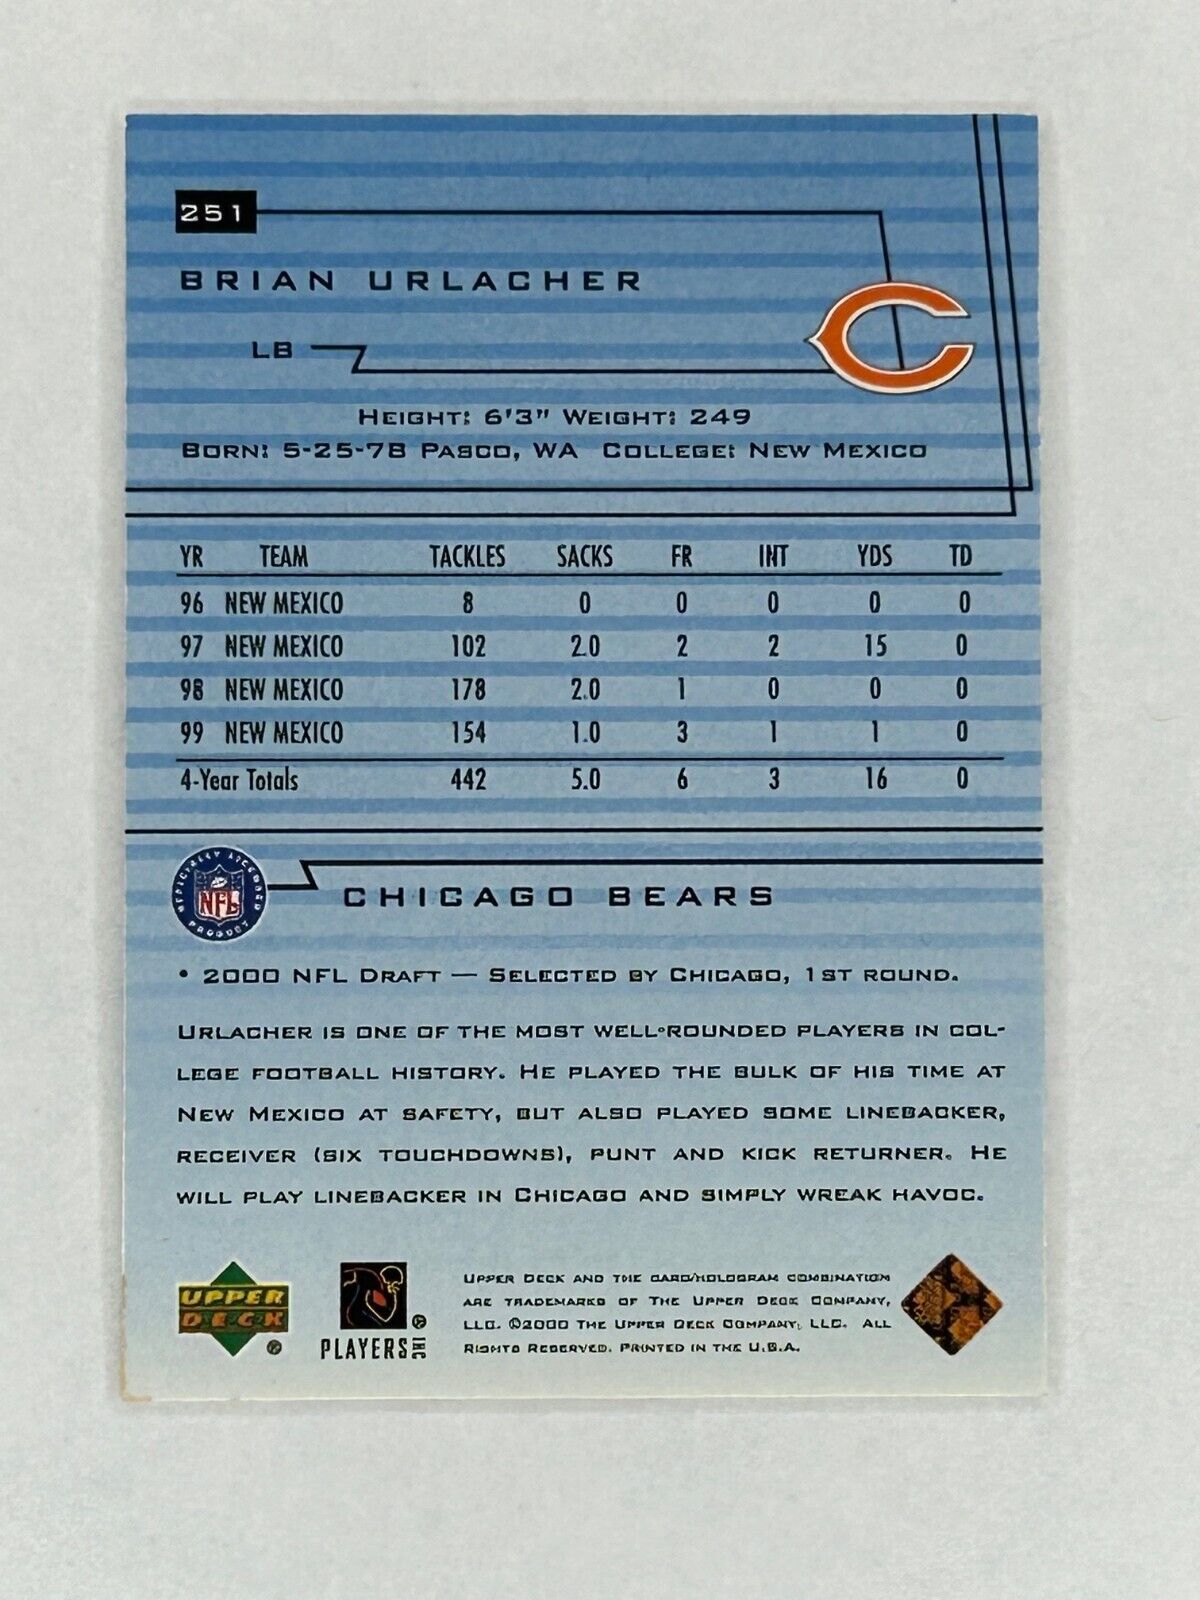 251
BRIAN URLACHER
LB
HEIGHT: 6'3" WEIGHT: 249
BORN: 5-25-78 PASCO, WA COLLEGE: NEW MEXICO
YR TEAM TACKLES SACKS FR INT YDS TD
96 NEW MEXICO 8 0 0 0 0 0
97 NEW MEXICO 102 2.0 2 2 15 0
98 NEW MEXICO 178 2.0 1 0 0 0
99 NEW MEXICO 154 1.0 3 1 1 0
4-Year Totals 442 5.0 6 3 16 0
OFFICIALLY LICENSED
NFL
PRODUCT
CHICAGO BEARS
• 2000 NFL DRAFT — SELECTED BY CHICAGO, 1ST ROUND.
URLACHER IS ONE OF THE MOST WELL-ROUNDED PLAYERS IN COL-
LEGE FOOTBALL HISTORY. HE PLAYED THE BULK OF HIS TIME AT
NEW MEXICO AT SAFETY, BUT ALSO PLAYED SOME LINEBACKER,
RECEIVER (SIX TOUCHDOWNS), PUNT AND KICK RETURNER. HE
WILL PLAY LINEBACKER IN CHICAGO AND SIMPLY WREAK HAVOC.
UPPER
DECK
®
PLAYERS INC
®
UPPER DECK AND THE CARD/HOLOGRAM COMBINATION
ARE TRADEMARKS OF THE UPPER DECK COMPANY,
LLC. ©2000 THE UPPER DECK COMPANY, LLC. ALL
RIGHTS RESERVED. PRINTED IN THE U.S.A.